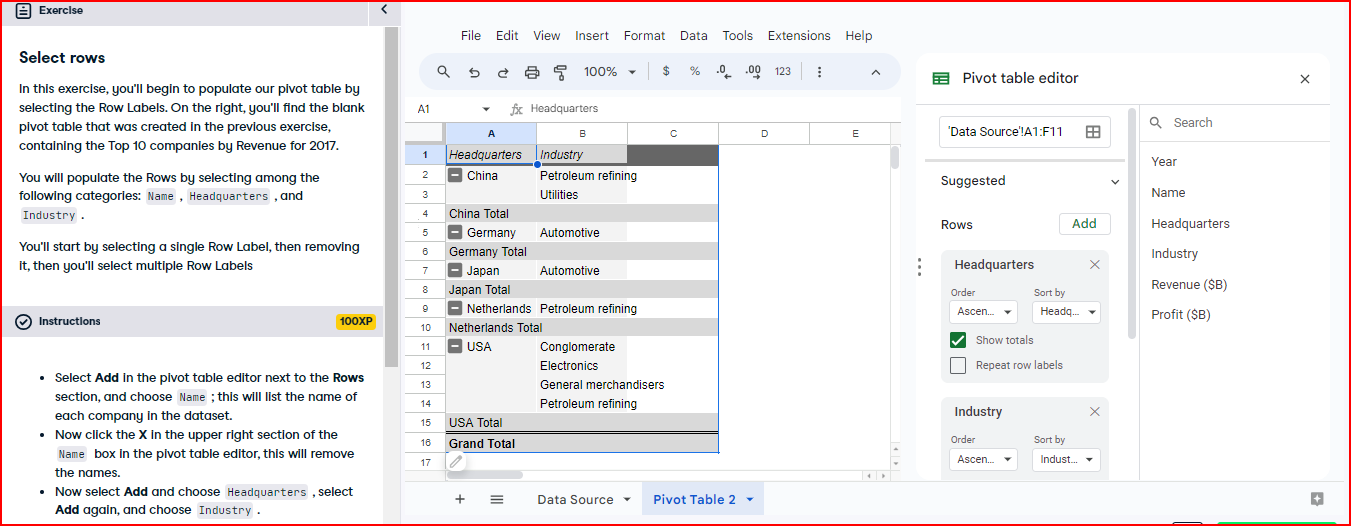 Exercise
Select rows
In this exercise, you'll begin to populate our pivot table by
selecting the Row Labels. On the right, you'll find the blank
pivot table that was created in the previous exercise,
containing the Top 10 companies by Revenue for 2017.
You will populate the Rows by selecting among the
following categories: Name , Headquarters , and
Industry .
You'll start by selecting a single Row Label, then removing
it, then you'll select multiple Row Labels
Instructions 100XP
• Select Add in the pivot table editor next to the Rows
section, and choose Name ; this will list the name of
each company in the dataset.
• Now click the X in the upper right section of the
Name box in the pivot table editor, this will remove
the names.
• Now select Add and choose Headquarters , select
Add again, and choose Industry .
File Edit View Insert Format Data Tools Extensions Help
100% $ % .0 .00 123
A1 fx Headquarters
A B C D E
1 Headquarters Industry
2 China Petroleum refining
3 Utilities
4 China Total
5 Germany Automotive
6 Germany Total
7 Japan Automotive
8 Japan Total
9 Netherlands Petroleum refining
10 Netherlands Total
11 USA Conglomerate
12 Electronics
13 General merchandisers
14 Petroleum refining
15 USA Total
16 Grand Total
17
Data Source Pivot Table 2
Pivot table editor
'Data Source'!A1:F11
Suggested
Rows Add
Headquarters
Order Sort by
Ascen... Headq...
Show totals
Repeat row labels
Industry
Order Sort by
Ascen... Indust...
Search
Year
Name
Headquarters
Industry
Revenue ($B)
Profit ($B)